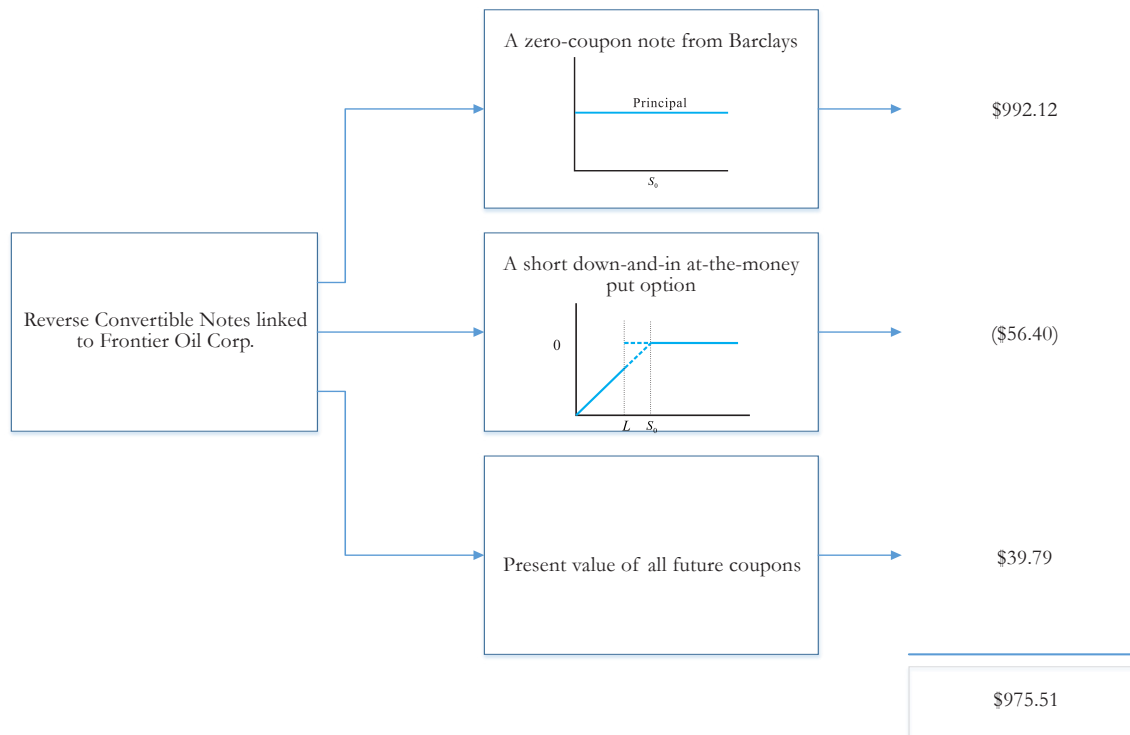 A zero-coupon note from Barclays
Principal
S₀
$992.12
Reverse Convertible Notes linked
to Frontier Oil Corp.
A short down-and-in at-the-money
put option
0
L S₀
($56.40)
Present value of all future coupons
$39.79
$975.51